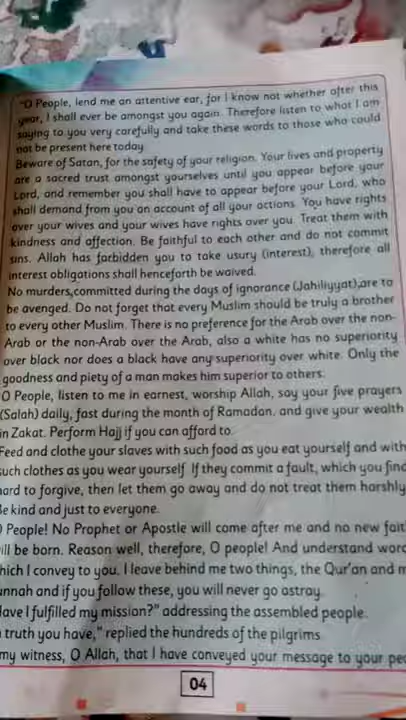 "O People, lend me an attentive ear, for I know not whether after this
year, I shall ever be amongst you again. Therefore listen to what I am
saying to you very carefully and take these words to those who could
not be present here today.
Beware of Satan, for the safety of your religion. Your lives and property
are a sacred trust amongst yourselves until you appear before your
Lord, and remember you shall have to appear before your Lord, who
shall demand from you an account of all your actions. You have rights
over your wives and your wives have rights over you. Treat them with
kindness and affection. Be faithful to each other and do not commit
sins. Allah has forbidden you to take usury (interest), therefore all
interest obligations shall henceforth be waived.
No murders, committed during the days of ignorance (Jahiliyyat), are to
be avenged. Do not forget that every Muslim should be truly a brother
to every other Muslim. There is no preference for the Arab over the non-
Arab or the non-Arab over the Arab, also a white has no superiority
over black nor does a black have any superiority over white. Only the
goodness and piety of a man makes him superior to others.
O People, listen to me in earnest, worship Allah, say your five prayers
(Salah) daily, fast during the month of Ramadan, and give your wealth
in Zakat. Perform Hajj if you can afford to.
Feed and clothe your slaves with such food as you eat yourself and with
such clothes as you wear yourself. If they commit a fault, which you find
hard to forgive, then let them go away and do not treat them harshly
Be kind and just to everyone.
O People! No Prophet or Apostle will come after me and no new fait
ill be born. Reason well, therefore, O people! And understand word
hich I convey to you. I leave behind me two things, the Qur'an and m
unnah and if you follow these, you will never go astray.
Have I fulfilled my mission?" addressing the assembled people.
truth you have," replied the hundreds of the pilgrims.
my witness, O Allah, that I have conveyed your message to your peo
04